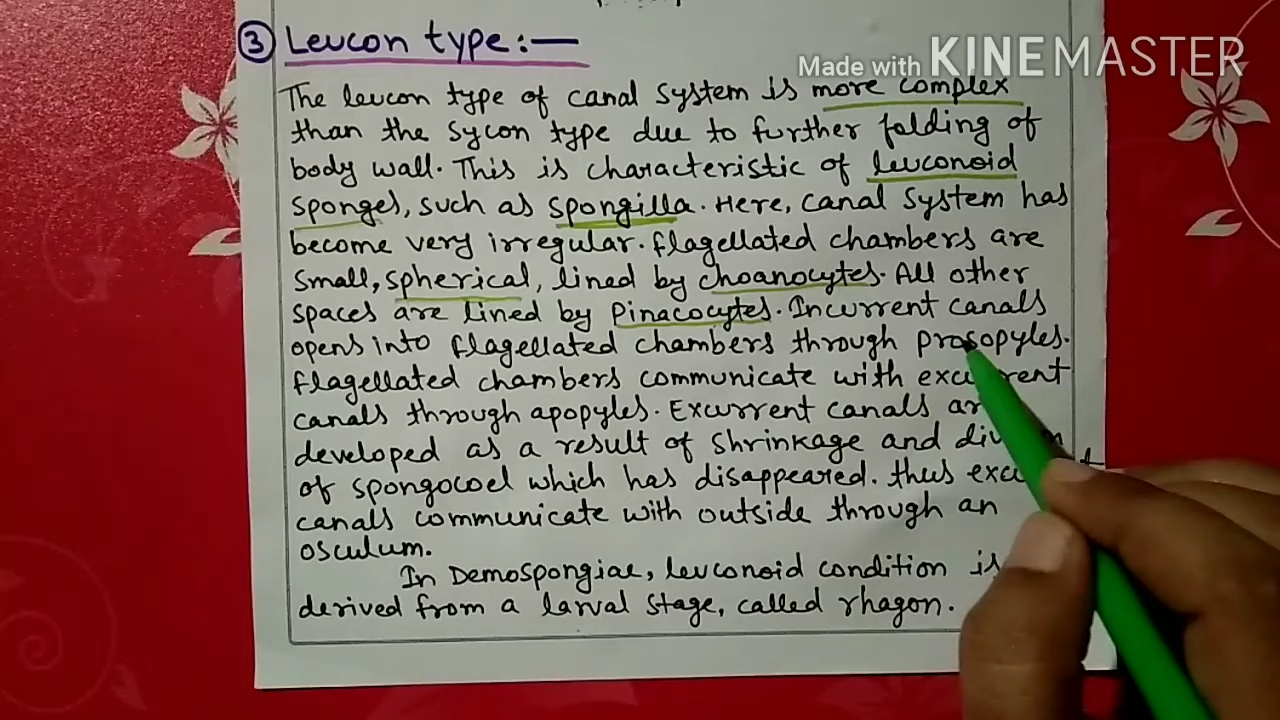 Made with KINEMASTER
③ Leucon type:—
The leucon type of canal system is more complex
than the sycon type due to further folding of
body wall. This is characteristic of leuconoid
sponges, such as spongilla. Here, canal system has
become very irregular. flagellated chambers are
small, spherical, lined by choanocytes. All other
spaces are lined by Pinacocytes. Incurrent canals
opens into flagellated chambers through prosopyles.
flagellated chambers communicate with
canals through apopyles. Excurrent canals
developed as a result of shrinkage and
of spongocoel which has disappeared. thus
canals communicate with outside through an
osculum.
In Demospongiae, leuconoid condition is
derived from a larval stage, called rhagon.